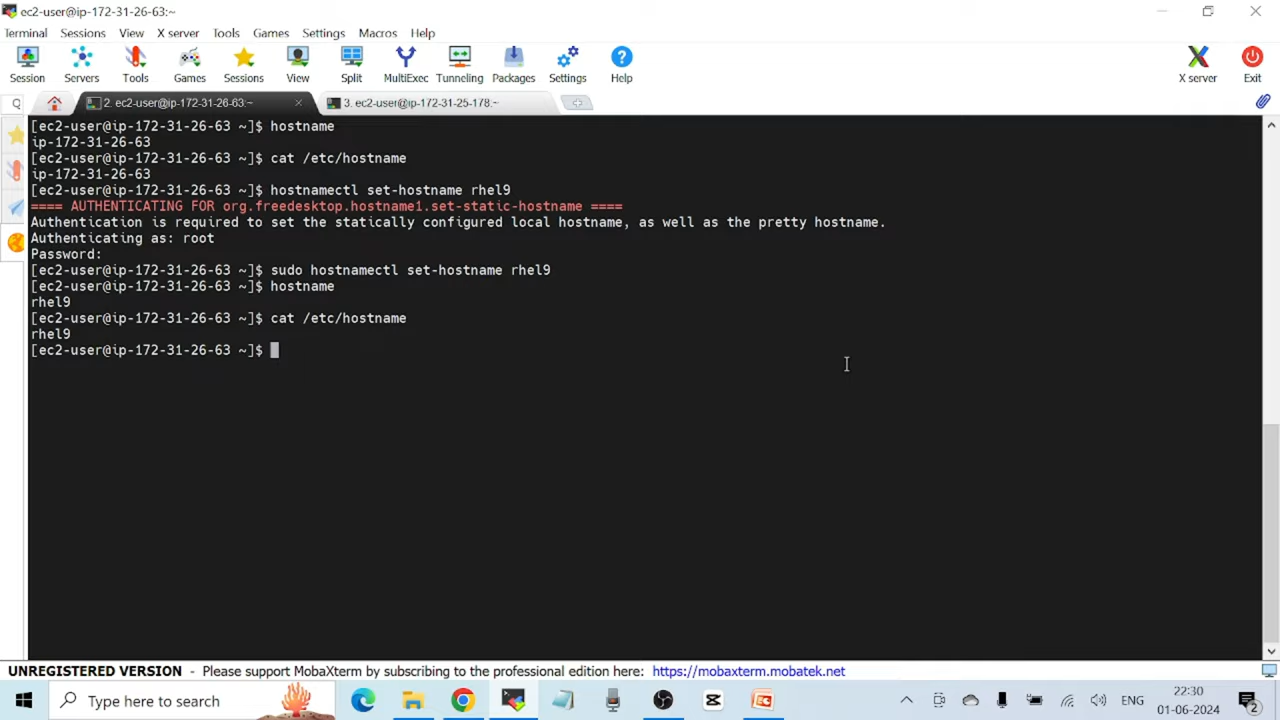 ec2-user@ip-172-31-26-63:~
Terminal Sessions View X server Tools Games Settings Macros Help
Session Servers Tools Games Sessions View Split MultiExec Tunneling Packages Settings Help X server Exit
2. ec2-user@ip-172-31-26-63:~ 3. ec2-user@ip-172-31-25-178:~
[ec2-user@ip-172-31-26-63 ~]$ hostname
ip-172-31-26-63
[ec2-user@ip-172-31-26-63 ~]$ cat /etc/hostname
ip-172-31-26-63
[ec2-user@ip-172-31-26-63 ~]$ hostnamectl set-hostname rhel9
==== AUTHENTICATING FOR org.freedesktop.hostname1.set-static-hostname ====
Authentication is required to set the statically configured local hostname, as well as the pretty hostname.
Authenticating as: root
Password:
[ec2-user@ip-172-31-26-63 ~]$ sudo hostnamectl set-hostname rhel9
[ec2-user@ip-172-31-26-63 ~]$ hostname
rhel9
[ec2-user@ip-172-31-26-63 ~]$ cat /etc/hostname
rhel9
[ec2-user@ip-172-31-26-63 ~]$
UNREGISTERED VERSION - Please support MobaXterm by subscribing to the professional edition here: https://mobaxterm.mobatek.net
Type here to search
ENG
22:30
01-06-2024
2